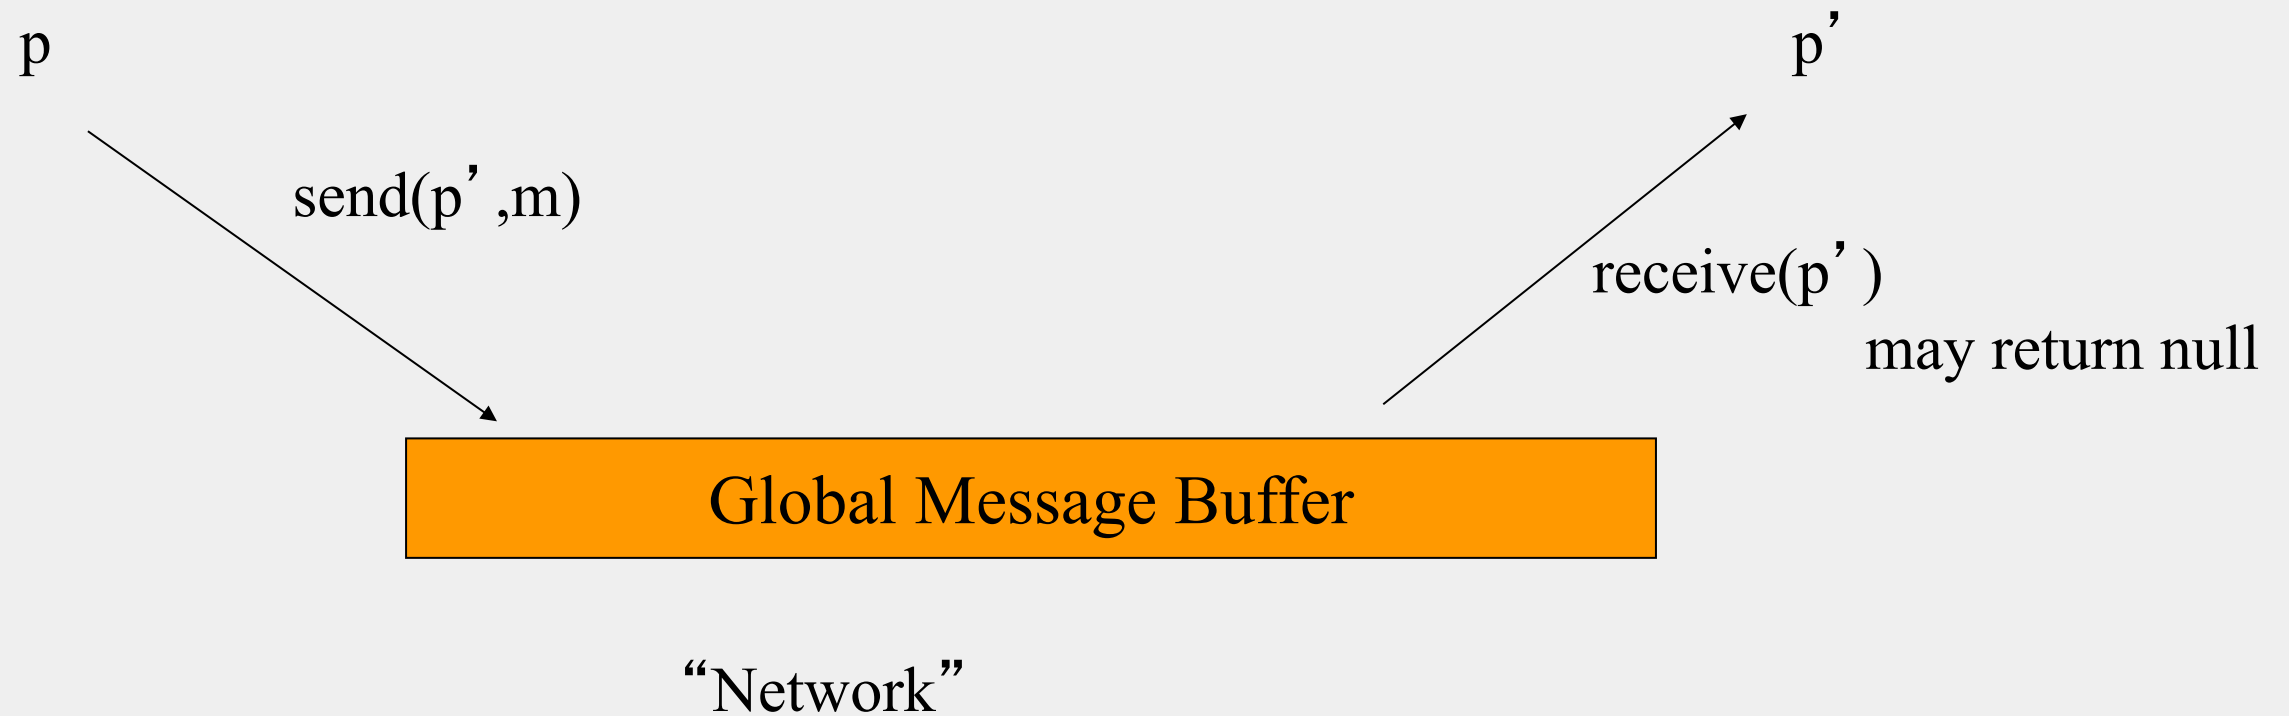 p
p’
send(p’,m)
receive(p’)
may return null
Global Message Buffer
“Network”